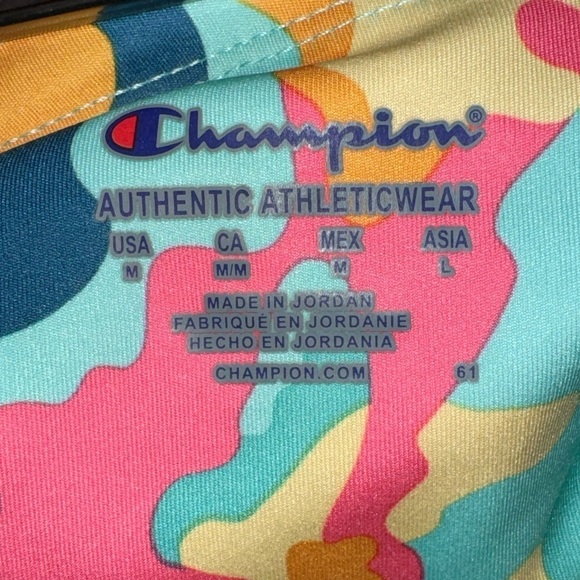 Champion®
AUTHENTIC ATHLETICWEAR
USA CA MEX ASIA
M M/M M L
MADE IN JORDAN
FABRIQUÉ EN JORDANIE
HECHO EN JORDANIA
CHAMPION.COM 61